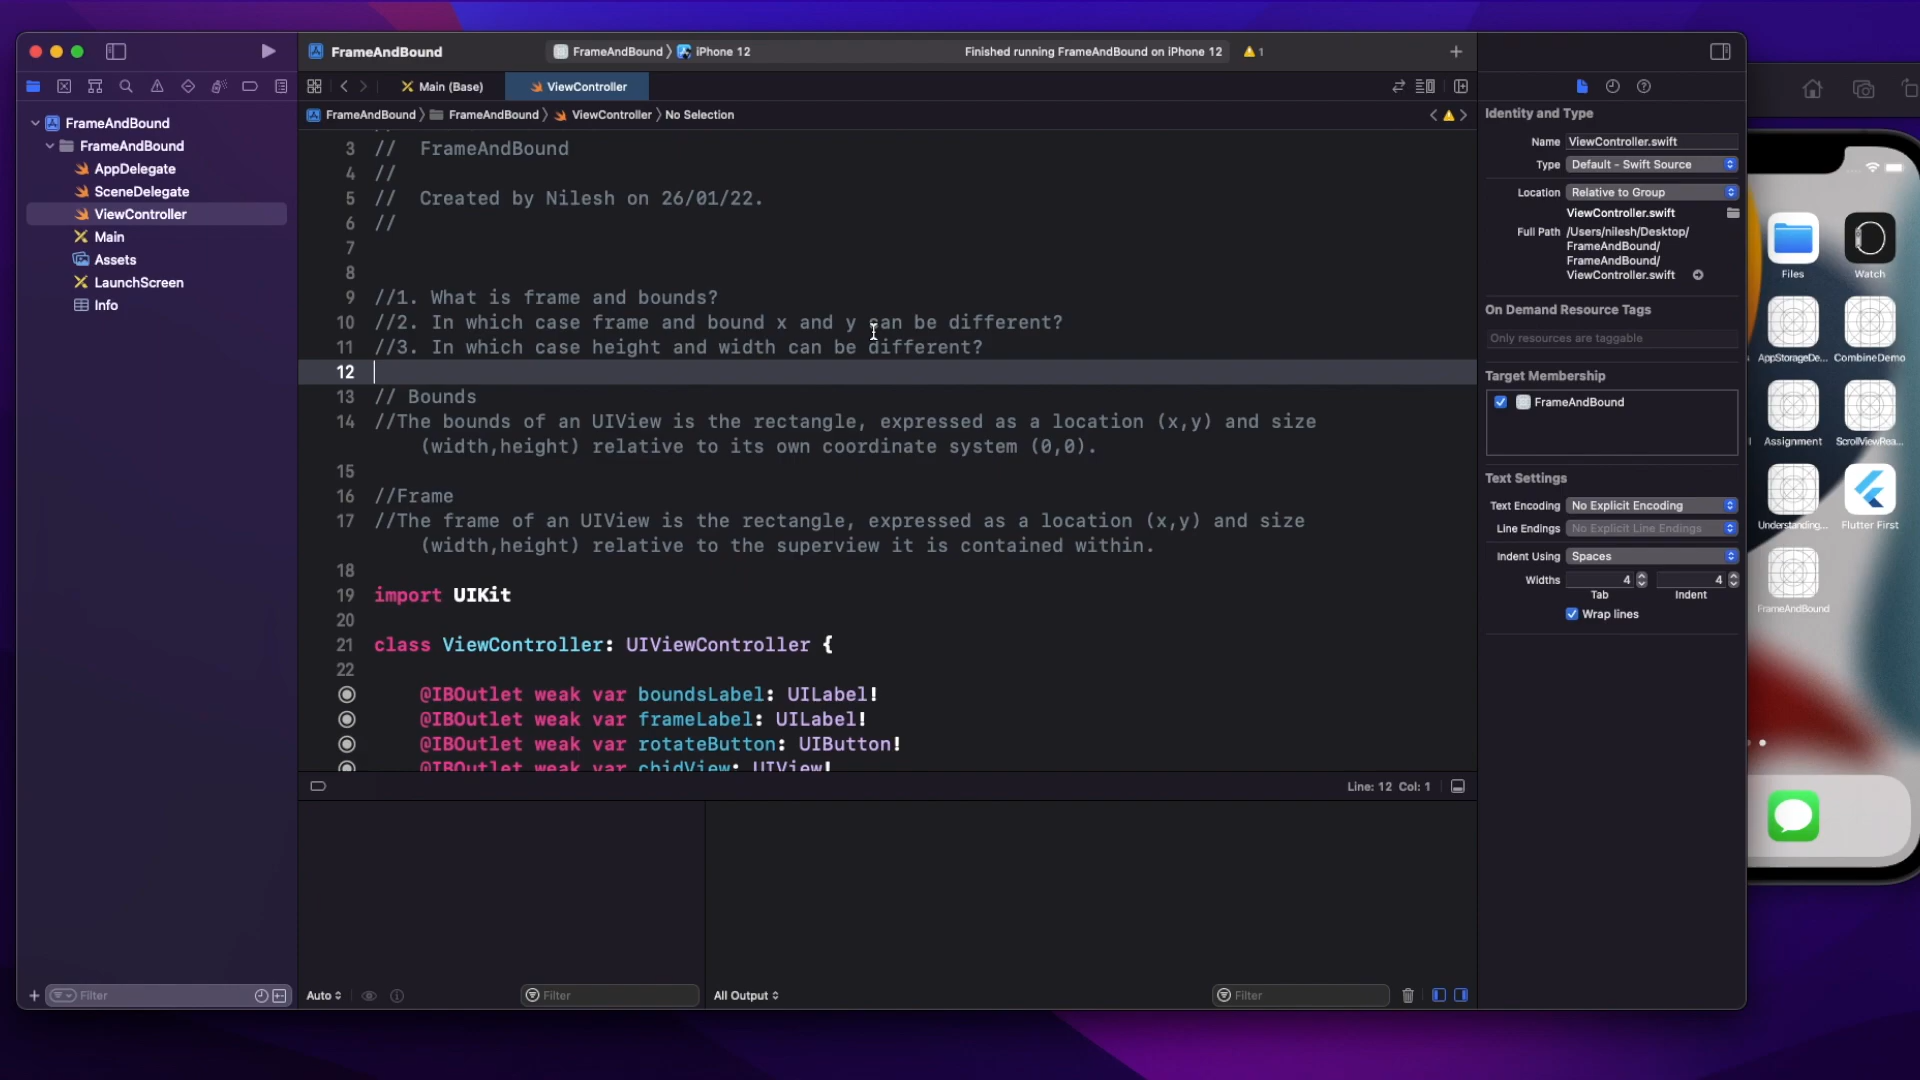 FrameAndBound
FrameAndBound
iPhone 12
Finished running FrameAndBound on iPhone 12
1
Main (Base)
ViewController
FrameAndBound
FrameAndBound
ViewController
No Selection
FrameAndBound
FrameAndBound
AppDelegate
SceneDelegate
ViewController
Main
Assets
LaunchScreen
Info
3 //  FrameAndBound
4 //
5 //  Created by Nilesh on 26/01/22.
6 //
7
8
9 //1. What is frame and bounds?
10 //2. In which case frame and bound x and y can be different?
11 //3. In which case height and width can be different?
12
13 // Bounds
14 //The bounds of an UIView is the rectangle, expressed as a location (x,y) and size
(width,height) relative to its own coordinate system (0,0).
15
16 //Frame
17 //The frame of an UIView is the rectangle, expressed as a location (x,y) and size
(width,height) relative to the superview it is contained within.
18
19 import UIKit
20
21 class ViewController: UIViewController {
22
@IBOutlet weak var boundsLabel: UILabel!
@IBOutlet weak var frameLabel: UILabel!
@IBOutlet weak var rotateButton: UIButton!
@IBOutlet weak var chidView: UIView!
Line: 12 Col: 1
Filter
Auto
Filter
All Output
Filter
Identity and Type
Name ViewController.swift
Type Default - Swift Source
Location Relative to Group
ViewController.swift
Full Path /Users/nilesh/Desktop/
FrameAndBound/
FrameAndBound/
ViewController.swift
On Demand Resource Tags
Only resources are taggable
Target Membership
FrameAndBound
Text Settings
Text Encoding No Explicit Encoding
Line Endings No Explicit Line Endings
Indent Using Spaces
Widths 4 4
Tab Indent
Wrap lines
Files
Watch
AppStorageDe...
CombineDemo
Assignment
ScrollViewRea...
Understanding...
Flutter First
FrameAndBound